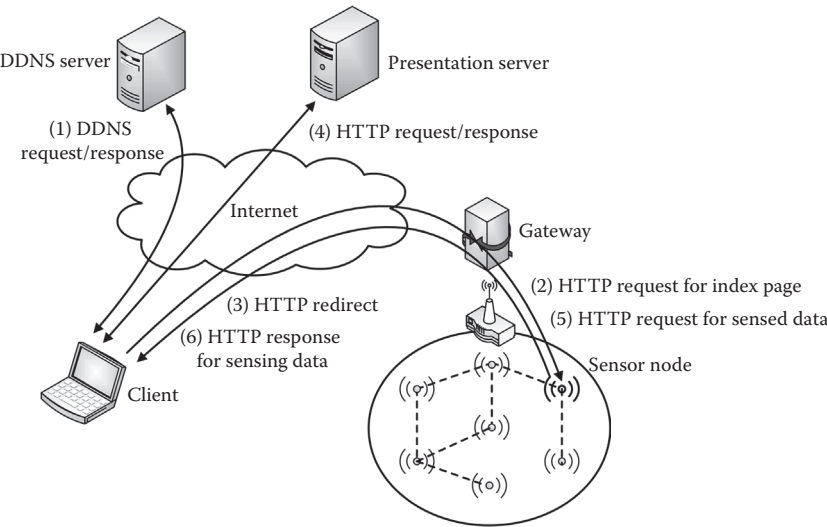 DDNS server
Presentation server
(1) DDNS
request/response
(4) HTTP request/response
Internet
Gateway
(2) HTTP request for index page
(3) HTTP redirect
(5) HTTP request for sensed data
(6) HTTP response
for sensing data
Sensor node
Client